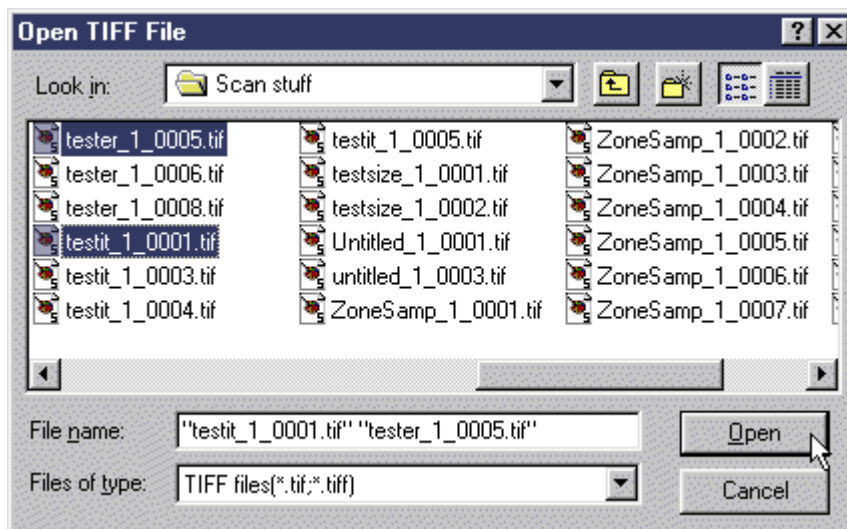 Open TIFF File
Look in: Scan stuff
tester_1_0005.tif testit_1_0005.tif ZoneSamp_1_0002.tif
tester_1_0006.tif testsize_1_0001.tif ZoneSamp_1_0003.tif
tester_1_0008.tif testsize_1_0002.tif ZoneSamp_1_0004.tif
testit_1_0001.tif Untitled_1_0001.tif ZoneSamp_1_0005.tif
testit_1_0003.tif untitled_1_0003.tif ZoneSamp_1_0006.tif
testit_1_0004.tif ZoneSamp_1_0001.tif ZoneSamp_1_0007.tif
File name: "testit_1_0001.tif" "tester_1_0005.tif" Open
Files of type: TIFF files(*.tif;*.tiff) Cancel